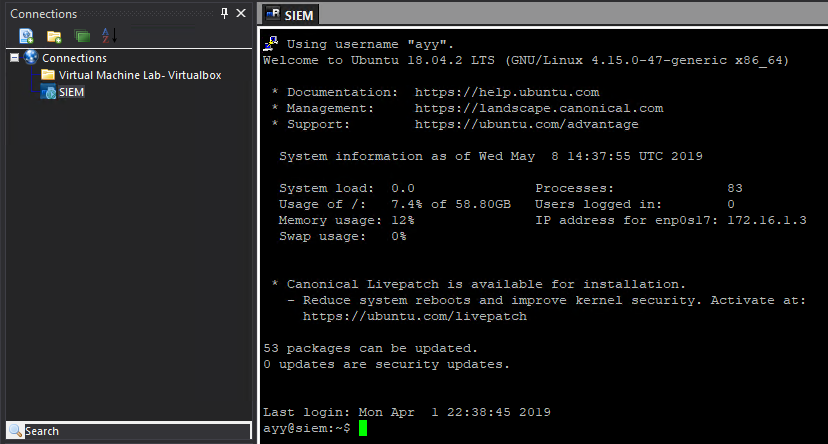 Connections
Connections
Virtual Machine Lab- Virtualbox
SIEM
Search
SIEM
Using username "ayy".
Welcome to Ubuntu 18.04.2 LTS (GNU/Linux 4.15.0-47-generic x86_64)
* Documentation:  https://help.ubuntu.com
* Management:     https://landscape.canonical.com
* Support:        https://ubuntu.com/advantage
System information as of Wed May  8 14:37:55 UTC 2019
System load:  0.0               Processes:              83
Usage of /:   7.4% of 58.80GB   Users logged in:        0
Memory usage: 12%               IP address for enp0s17: 172.16.1.3
Swap usage:   0%
* Canonical Livepatch is available for installation.
- Reduce system reboots and improve kernel security. Activate at:
https://ubuntu.com/livepatch
53 packages can be updated.
0 updates are security updates.
Last login: Mon Apr  1 22:38:45 2019
ayy@siem:~$